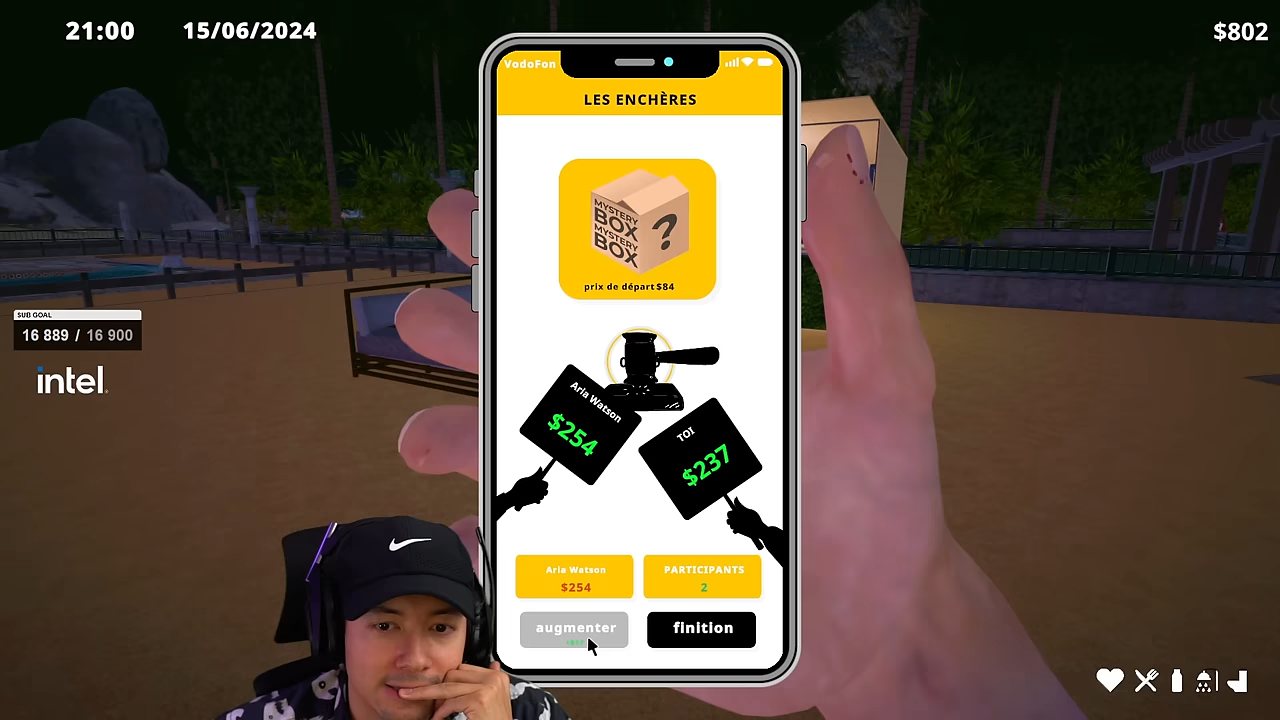 21:00
15/06/2024
$802
VodoFon
LES ENCHÈRES
MYSTERY
BOX
MYSTERY
BOX
?
prix de départ $84
Aria Watson
$254
TOI
$237
SUB GOAL
16 889 / 16 900
intel.
Aria Watson
$254
PARTICIPANTS
2
augmenter
finition